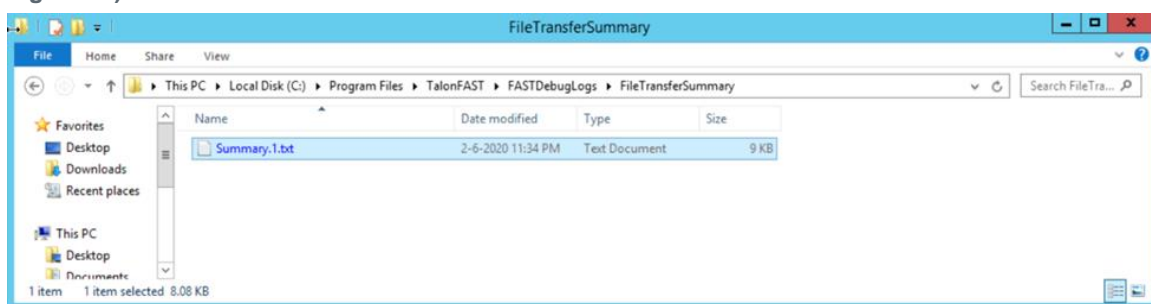 FileTransferSummary
File Home Share View
This PC ▸ Local Disk (C:) ▸ Program Files ▸ TalonFAST ▸ FASTDebugLogs ▸ FileTransferSummary
Search FileTra...
Favorites
Desktop
Downloads
Recent places
This PC
Desktop
Documents
Name Date modified Type Size
Summary.1.txt 2-6-2020 11:34 PM Text Document 9 KB
1 item 1 item selected 8.08 KB